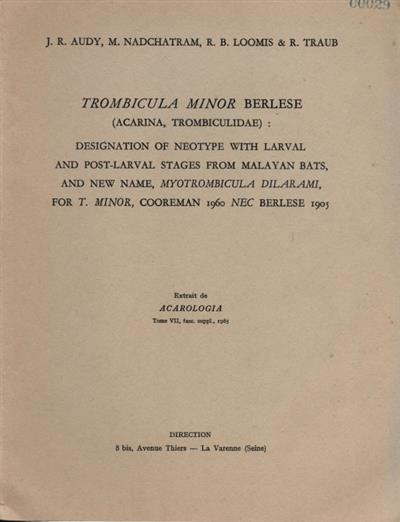 00029
J. R. AUDY, M. NADCHATRAM, R. B. LOOMIS & R. TRAUB
TROMBICULA MINOR BERLESE
(ACARINA, TROMBICULIDAE) :
DESIGNATION OF NEOTYPE WITH LARVAL
AND POST-LARVAL STAGES FROM MALAYAN BATS,
AND NEW NAME, MYOTROMBICULA DILARAMI,
FOR T. MINOR, COOREMAN 1960 NEC BERLESE 1905
Extrait de
ACAROLOGIA
Tome VII, fasc. suppl., 1965
DIRECTION
8 bis, Avenue Thiers — La Varenne (Seine)